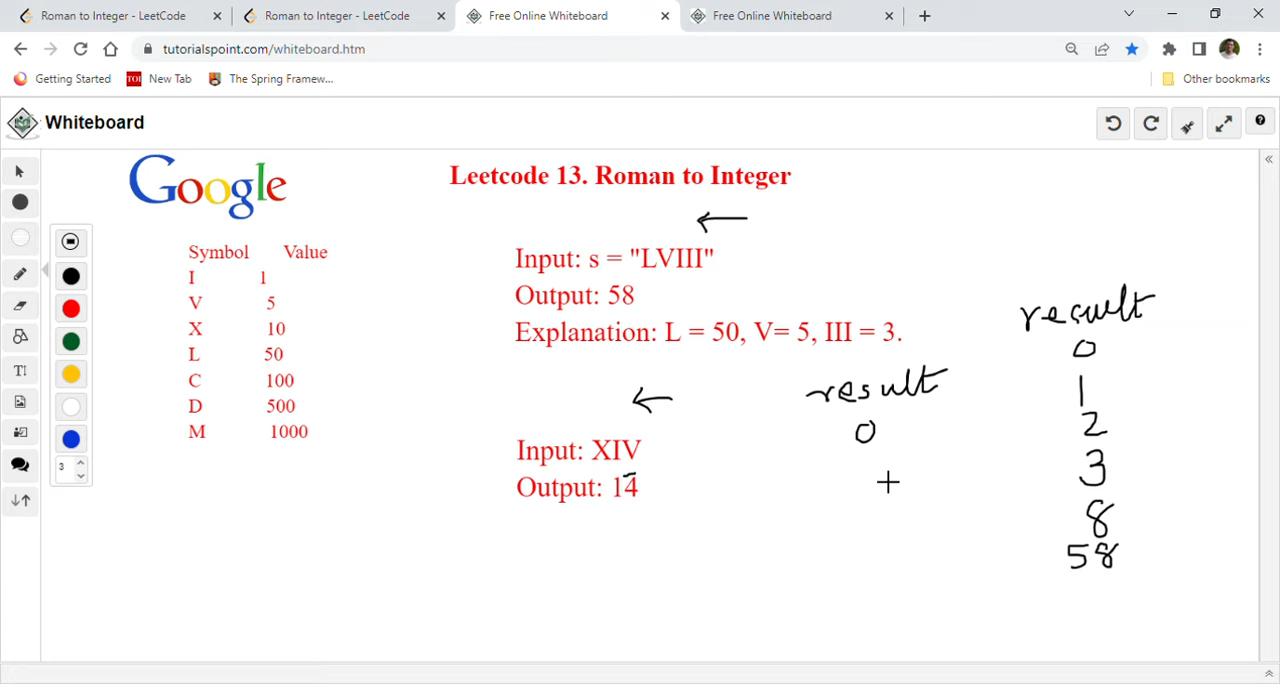 Roman to Integer - LeetCode
Roman to Integer - LeetCode
Free Online Whiteboard
Free Online Whiteboard
tutorialspoint.com/whiteboard.htm
Getting Started
TOI New Tab
The Spring Framew...
Other bookmarks
Whiteboard
Google
Leetcode 13. Roman to Integer
Symbol Value
I 1
V 5
X 10
L 50
C 100
D 500
M 1000
3
Input: s = "LVIII"
Output: 58
Explanation: L = 50, V= 5, III = 3.
Input: XIV
Output: 14
result
0
result
0
1
2
3
8
58